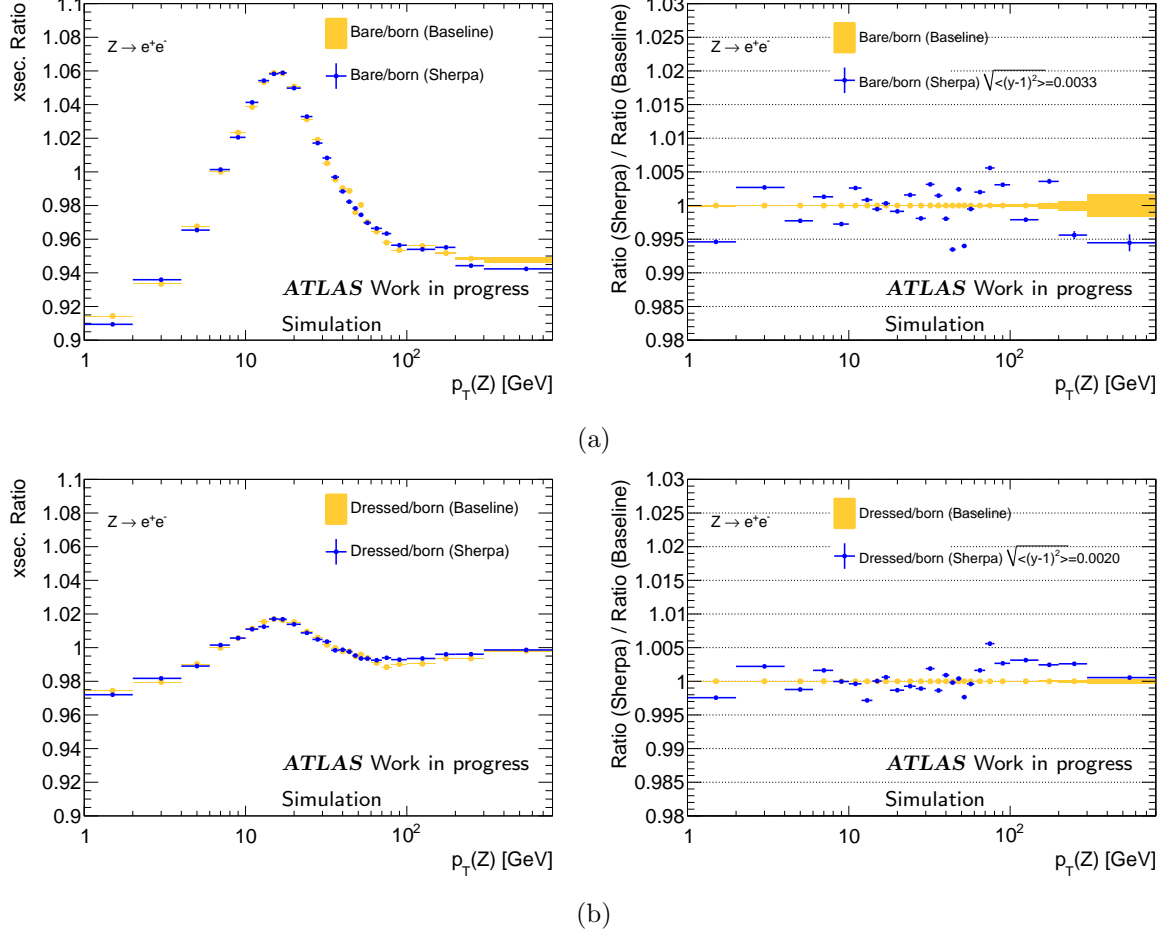 xsec. Ratio
1.1
1.08
1.06
1.04
1.02
1
0.98
0.96
0.94
0.92
0.9
Z → e⁺e⁻
Bare/born (Baseline)
Bare/born (Sherpa)
ATLAS Work in progress
Simulation
1 10 10²
p_T(Z) [GeV]
Ratio (Sherpa) / Ratio (Baseline)
1.03
1.025
1.02
1.015
1.01
1.005
1
0.995
0.99
0.985
0.98
Z → e⁺e⁻
Bare/born (Baseline)
Bare/born (Sherpa) √<(y-1)²>=0.0033
ATLAS Work in progress
Simulation
1 10 10²
p_T(Z) [GeV]
(a)
xsec. Ratio
1.1
1.08
1.06
1.04
1.02
1
0.98
0.96
0.94
0.92
0.9
Z → e⁺e⁻
Dressed/born (Baseline)
Dressed/born (Sherpa)
ATLAS Work in progress
Simulation
1 10 10²
p_T(Z) [GeV]
Ratio (Sherpa) / Ratio (Baseline)
1.03
1.025
1.02
1.015
1.01
1.005
1
0.995
0.99
0.985
0.98
Z → e⁺e⁻
Dressed/born (Baseline)
Dressed/born (Sherpa) √<(y-1)²>=0.0020
ATLAS Work in progress
Simulation
1 10 10²
p_T(Z) [GeV]
(b)